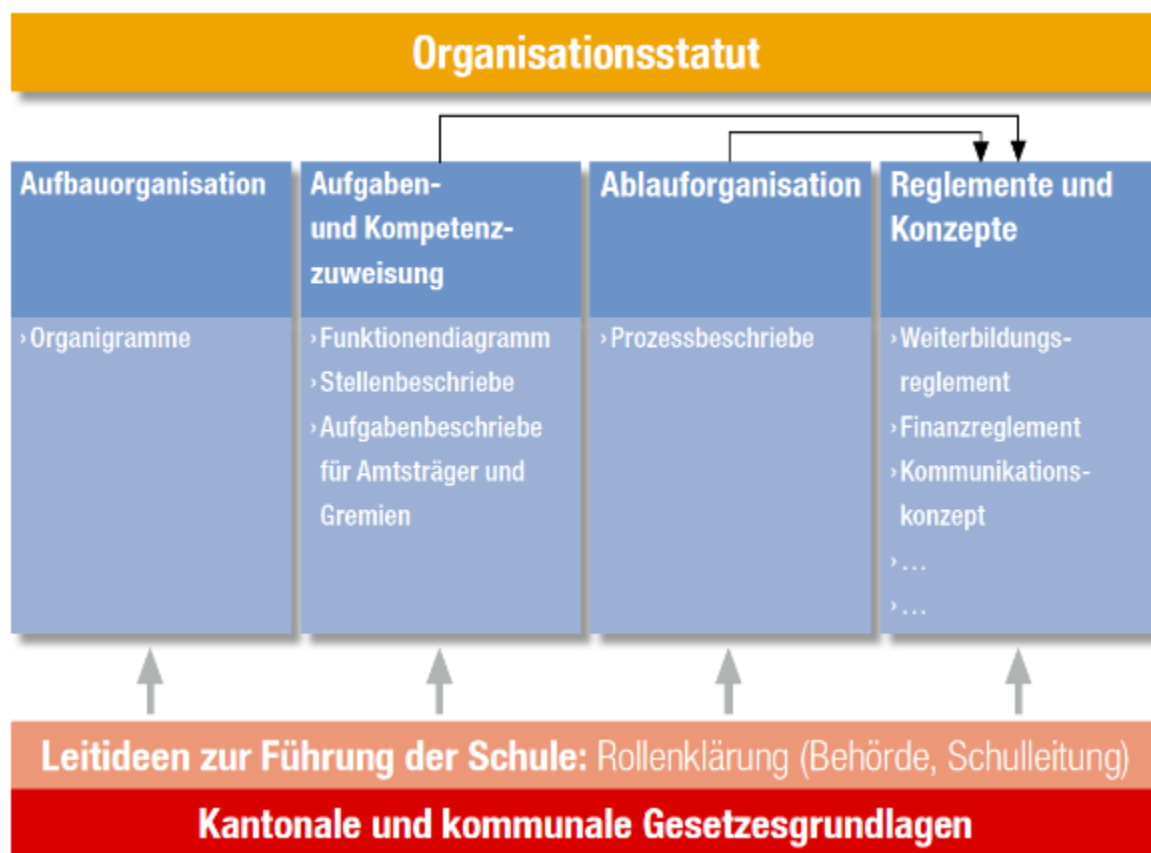 Organisationsstatut
Aufbauorganisation
› Organigramme
Aufgaben-
und Kompetenz-
zuweisung
› Funktionendiagramm
› Stellenbeschriebe
› Aufgabenbeschriebe
für Amtsträger und
Gremien
Ablauforganisation
› Prozessbeschriebe
Reglemente und
Konzepte
› Weiterbildungs-
reglement
› Finanzreglement
› Kommunikations-
konzept
› …
› …
Leitideen zur Führung der Schule: Rollenklärung (Behörde, Schulleitung)
Kantonale und kommunale Gesetzesgrundlagen